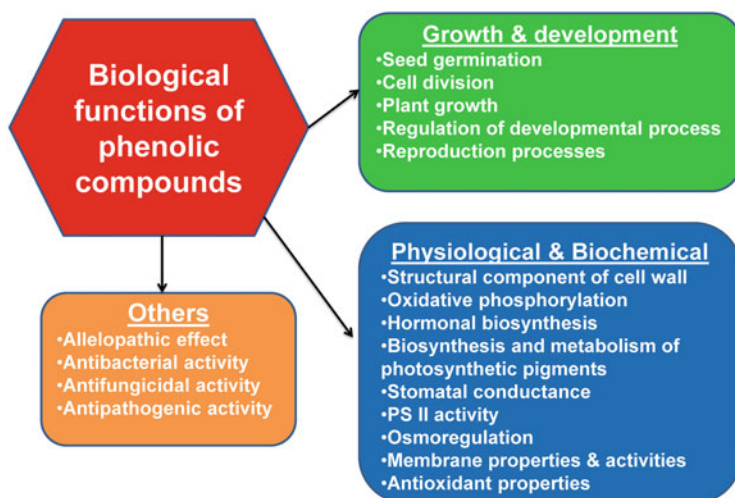 Biological
functions of
phenolic
compounds
Growth & development
•Seed germination
•Cell division
•Plant growth
•Regulation of developmental process
•Reproduction processes
Physiological & Biochemical
•Structural component of cell wall
•Oxidative phosphorylation
•Hormonal biosynthesis
•Biosynthesis and metabolism of
photosynthetic pigments
•Stomatal conductance
•PS II activity
•Osmoregulation
•Membrane properties & activities
•Antioxidant properties
Others
•Allelopathic effect
•Antibacterial activity
•Antifungicidal activity
•Antipathogenic activity